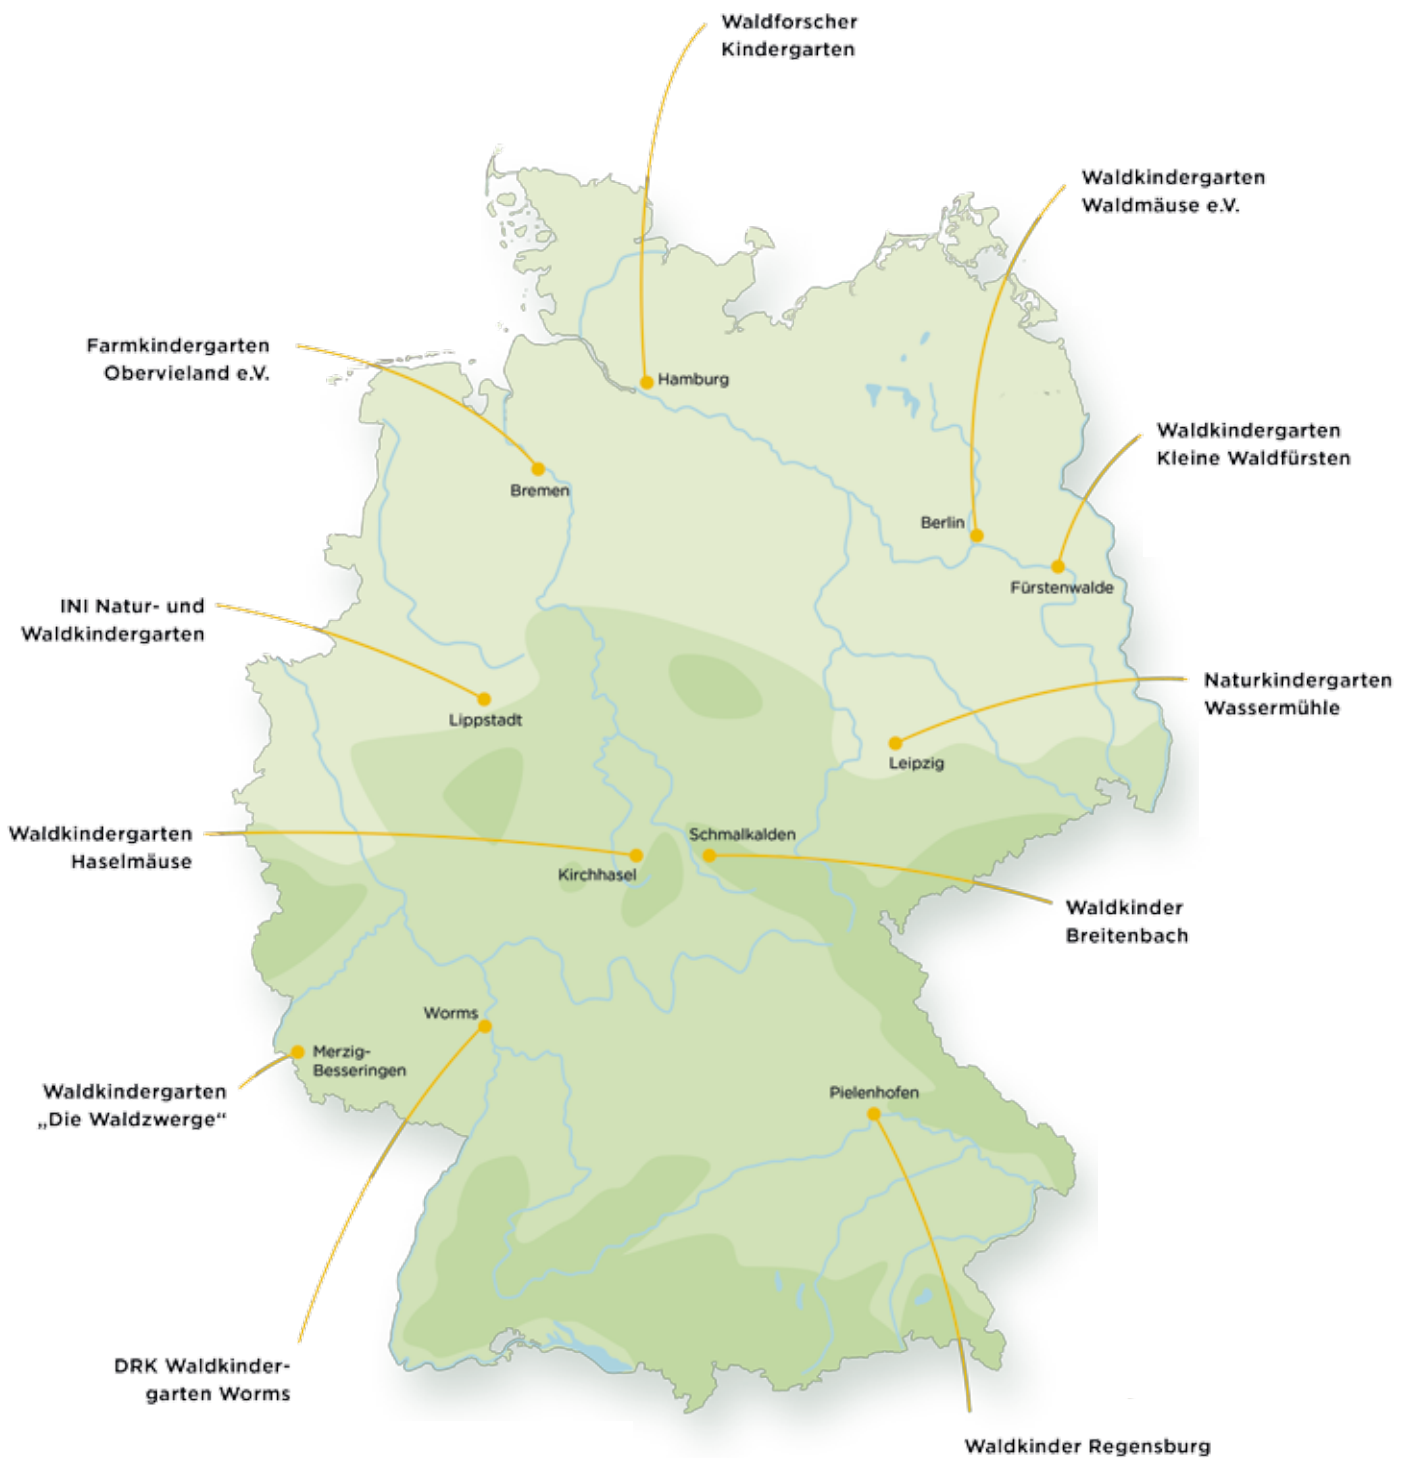 Waldforscher
Kindergarten
Waldkindergarten
Waldmäuse e.V.
Farmkindergarten
Obervieland e.V.
Hamburg
Waldkindergarten
Kleine Waldfürsten
Bremen
Berlin
Fürstenwalde
INI Natur- und
Waldkindergarten
Lippstadt
Naturkindergarten
Wassermühle
Leipzig
Waldkindergarten
Haselmäuse
Schmalkalden
Kirchhasel
Waldkinder
Breitenbach
Worms
Merzig-
Besseringen
Waldkindergarten
„Die Waldzwerge“
Pielenhofen
DRK Waldkinder-
garten Worms
Waldkinder Regensburg